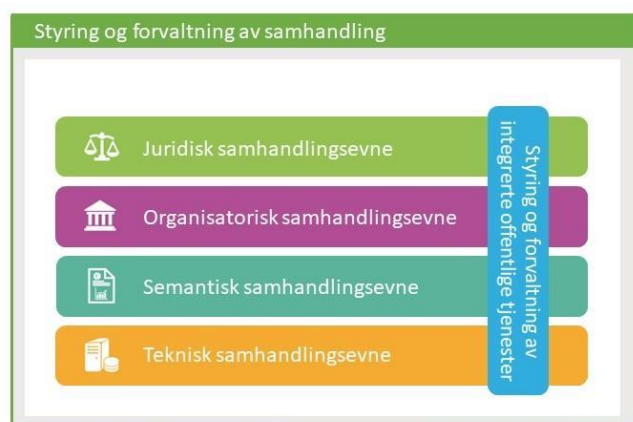 Styring og forvaltning av samhandling
Juridisk samhandlingsevne
Organisatorisk samhandlingsevne
Semantisk samhandlingsevne
Teknisk samhandlingsevne
Styring og forvaltning av
integrerte offentlige tjenester